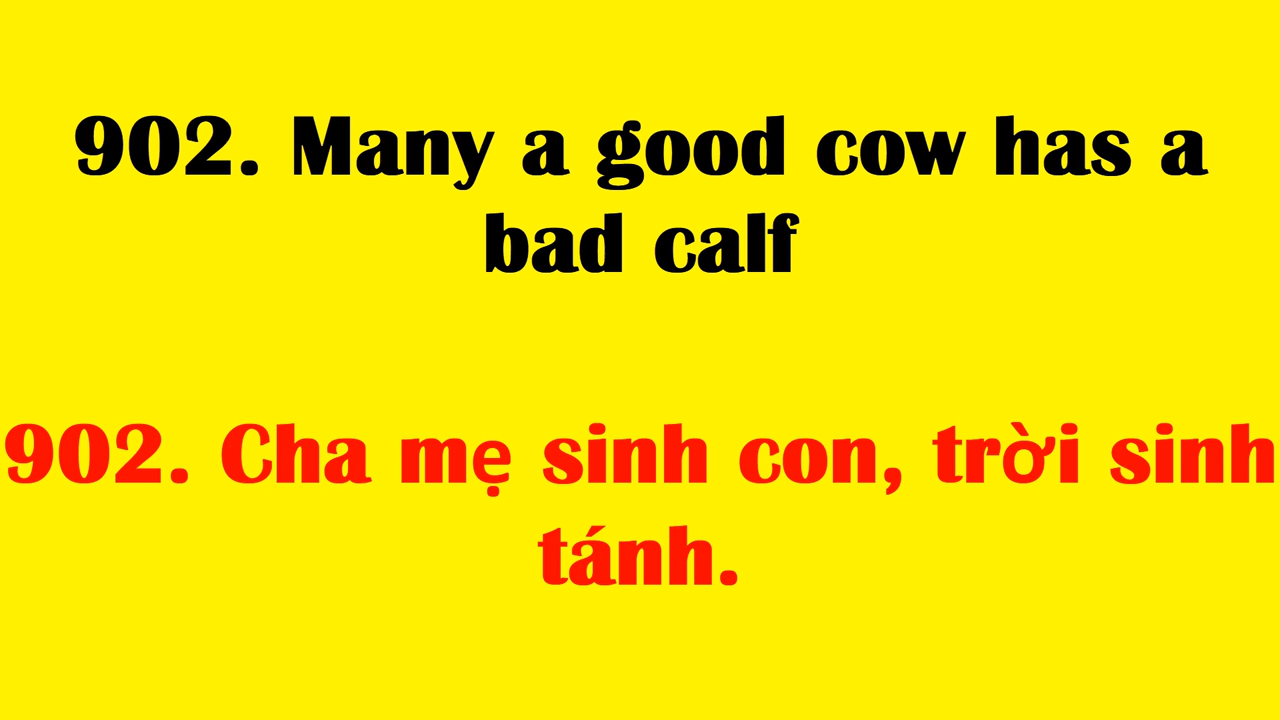 902. Many a good cow has a
bad calf
902. Cha mẹ sinh con, trời sinh
tánh.